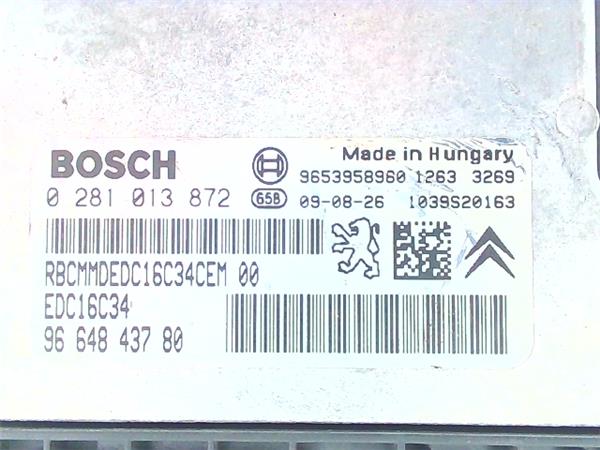 BOSCH
Made in Hungary
9653958960 1263 3269
0 281 013 872
65B 09-08-26 1039S20163
RBCMMDEDC16C34CEM 00
EDC16C34
96 648 437 80